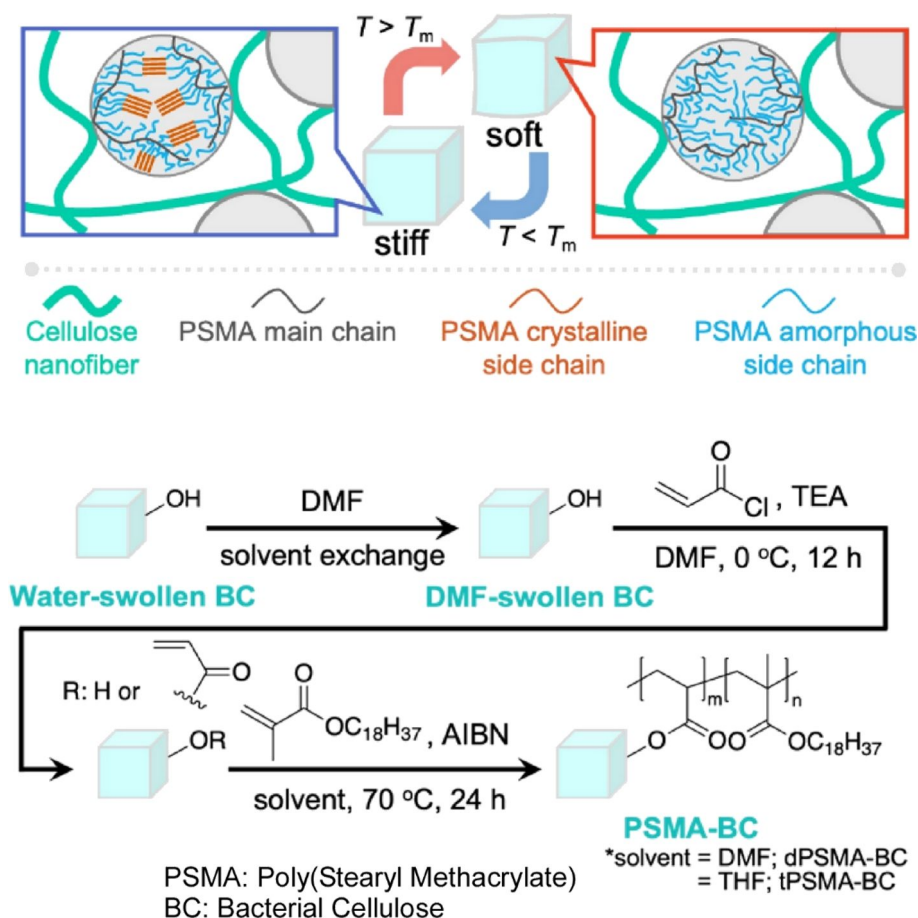 T > Tm
soft
stiff
T < Tm
Cellulose
nanofiber
PSMA main chain
PSMA crystalline
side chain
PSMA amorphous
side chain
OH
DMF
solvent exchange
OH
O
Cl , TEA
DMF, 0 °C, 12 h
Water-swollen BC
DMF-swollen BC
R: H or
O
OR
O
OC18H37 , AIBN
solvent, 70 °C, 24 h
m
n
O
O
O
OC18H37
PSMA-BC
*solvent = DMF; dPSMA-BC
= THF; tPSMA-BC
PSMA: Poly(Stearyl Methacrylate)
BC: Bacterial Cellulose